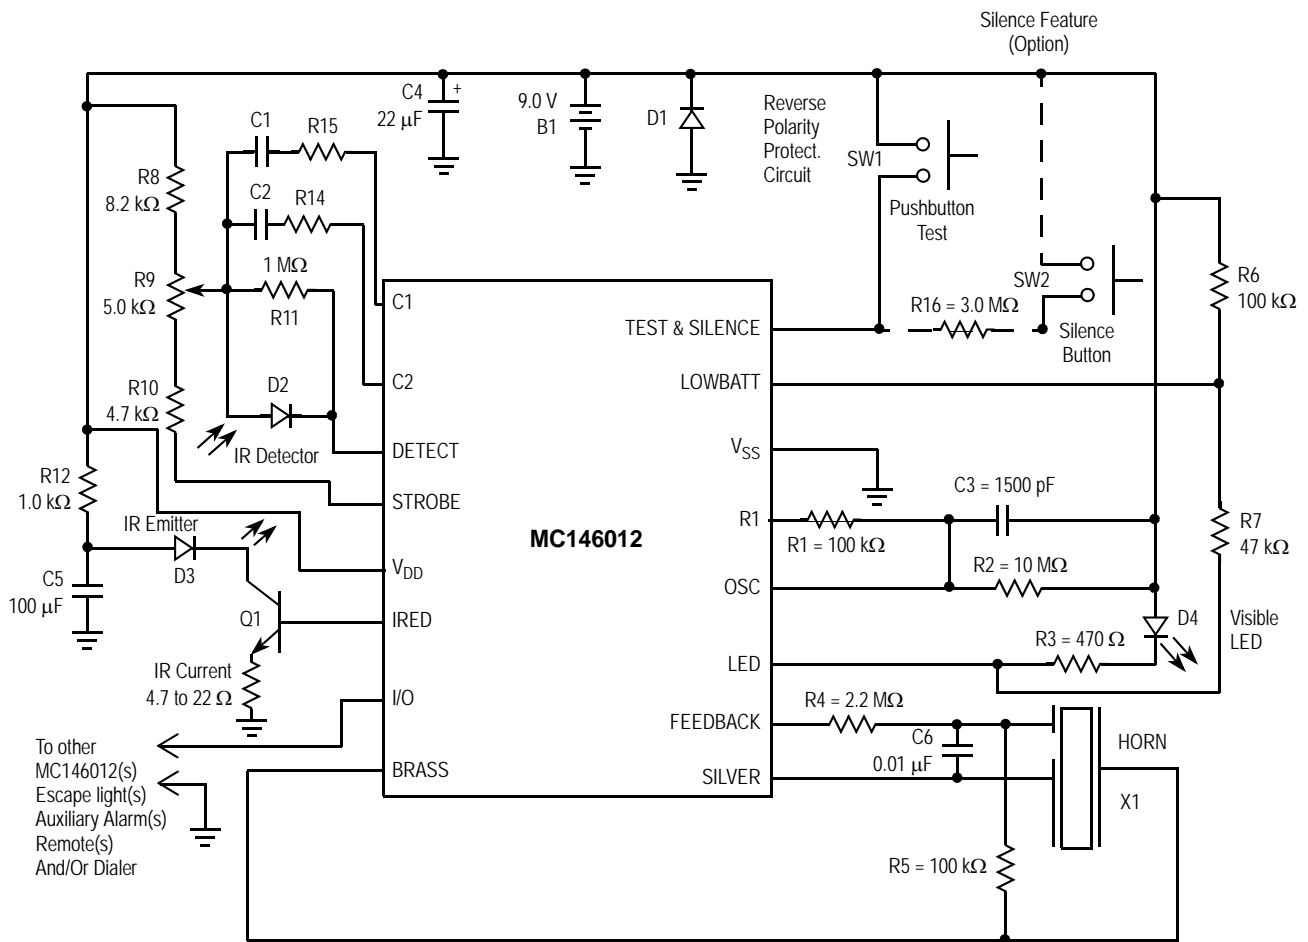 Silence Feature
(Option)
C4
+
22 µF
9.0 V
B1
D1
Reverse
Polarity
Protect.
Circuit
SW1
Pushbutton
Test
C1
R15
R8
8.2 kΩ
C2
R14
R9
5.0 kΩ
1 MΩ
R11
R10
4.7 kΩ
D2
IR Detector
R12
1.0 kΩ
IR Emitter
D3
C5
100 µF
Q1
IR Current
4.7 to 22 Ω
To other
MC146012(s)
Escape light(s)
Auxiliary Alarm(s)
Remote(s)
And/Or Dialer
C1
C2
DETECT
STROBE
VDD
IRED
I/O
BRASS
MC146012
TEST & SILENCE
LOWBATT
VSS
R1
OSC
LED
FEEDBACK
SILVER
SW2
R16 = 3.0 MΩ
Silence
Button
R6
100 kΩ
C3 = 1500 pF
R1 = 100 kΩ
R2 = 10 MΩ
R7
47 kΩ
D4
Visible
LED
R3 = 470 Ω
R4 = 2.2 MΩ
C6
0.01 µF
HORN
X1
R5 = 100 kΩ